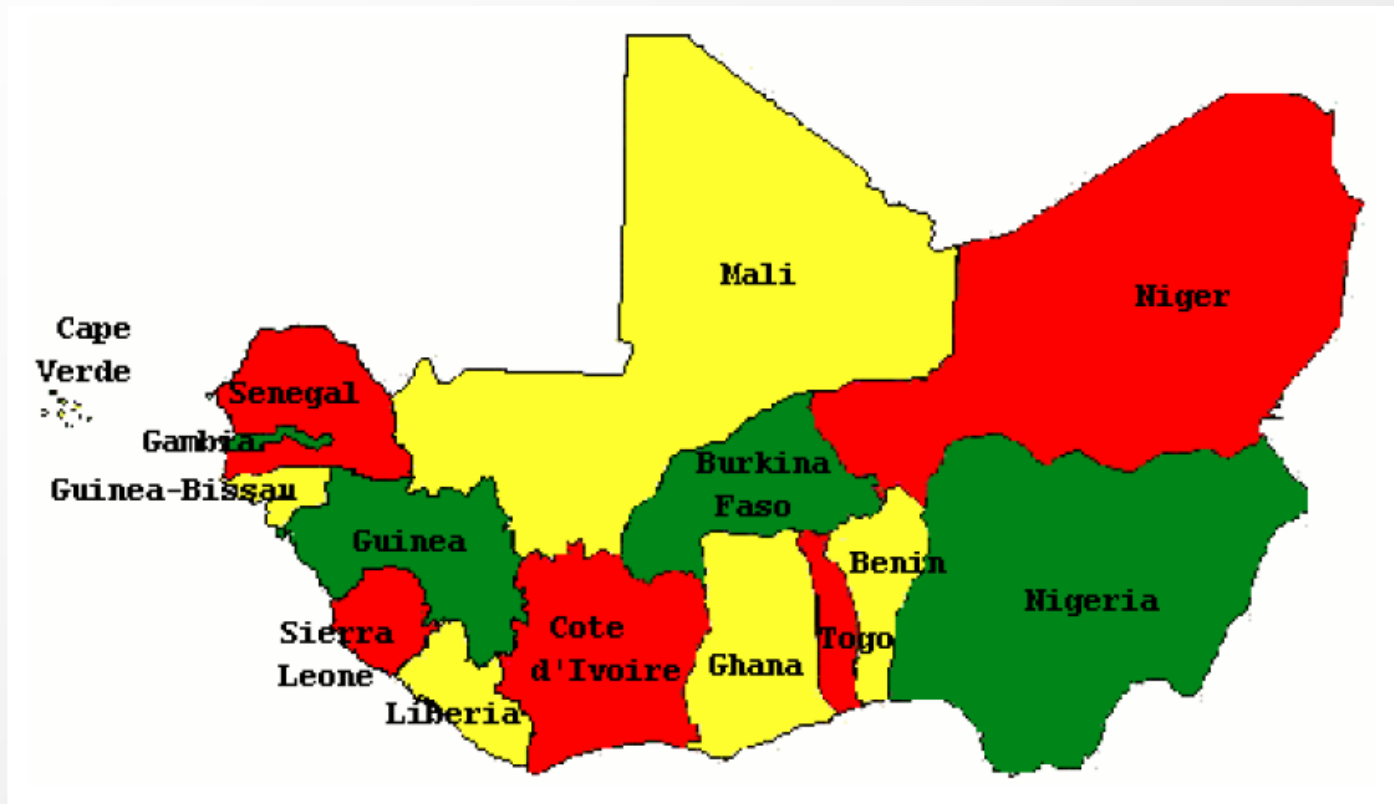 Mali
Niger
Cape
Verde
Senegal
Gambia
Guinea-Bissau
Burkina
Faso
Guinea
Benin
Nigeria
Sierra
Leone
Cote
d'Ivoire
Ghana
Togo
Liberia